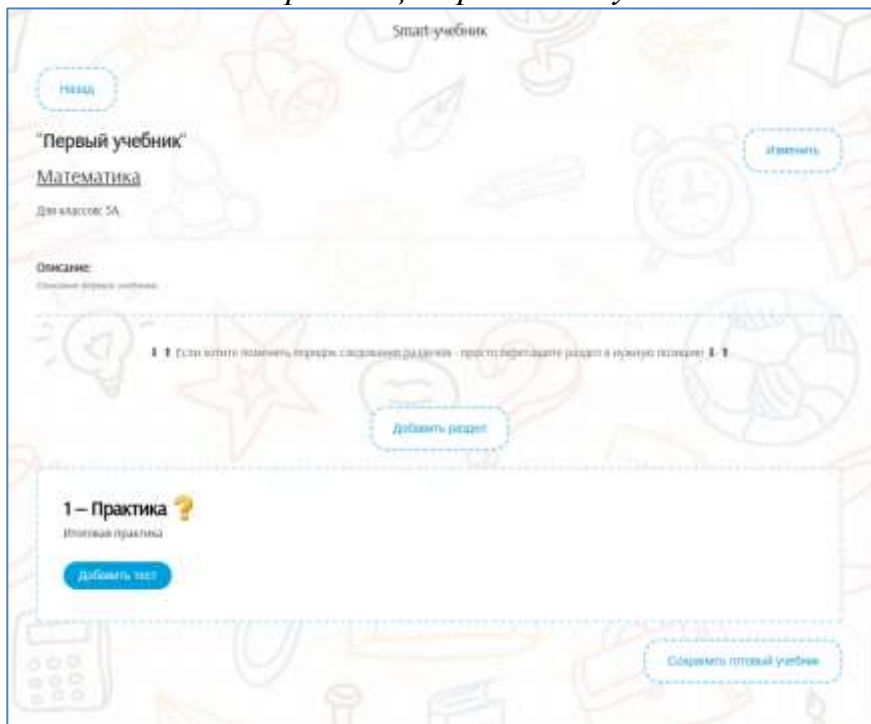 Smart-учебник
Назад
"Первый учебник"
Изменить
Математика
Для классов: 5А,
Описание:
Описание первого учебника
⬇ ⬆ Если хотите поменять порядок следования разделов - просто перетащите раздел в нужную позицию! ⬇ ⬆
Добавить раздел
1 – Практика ❓
Итоговая практика
Добавить тест
Сохранить готовый учебник